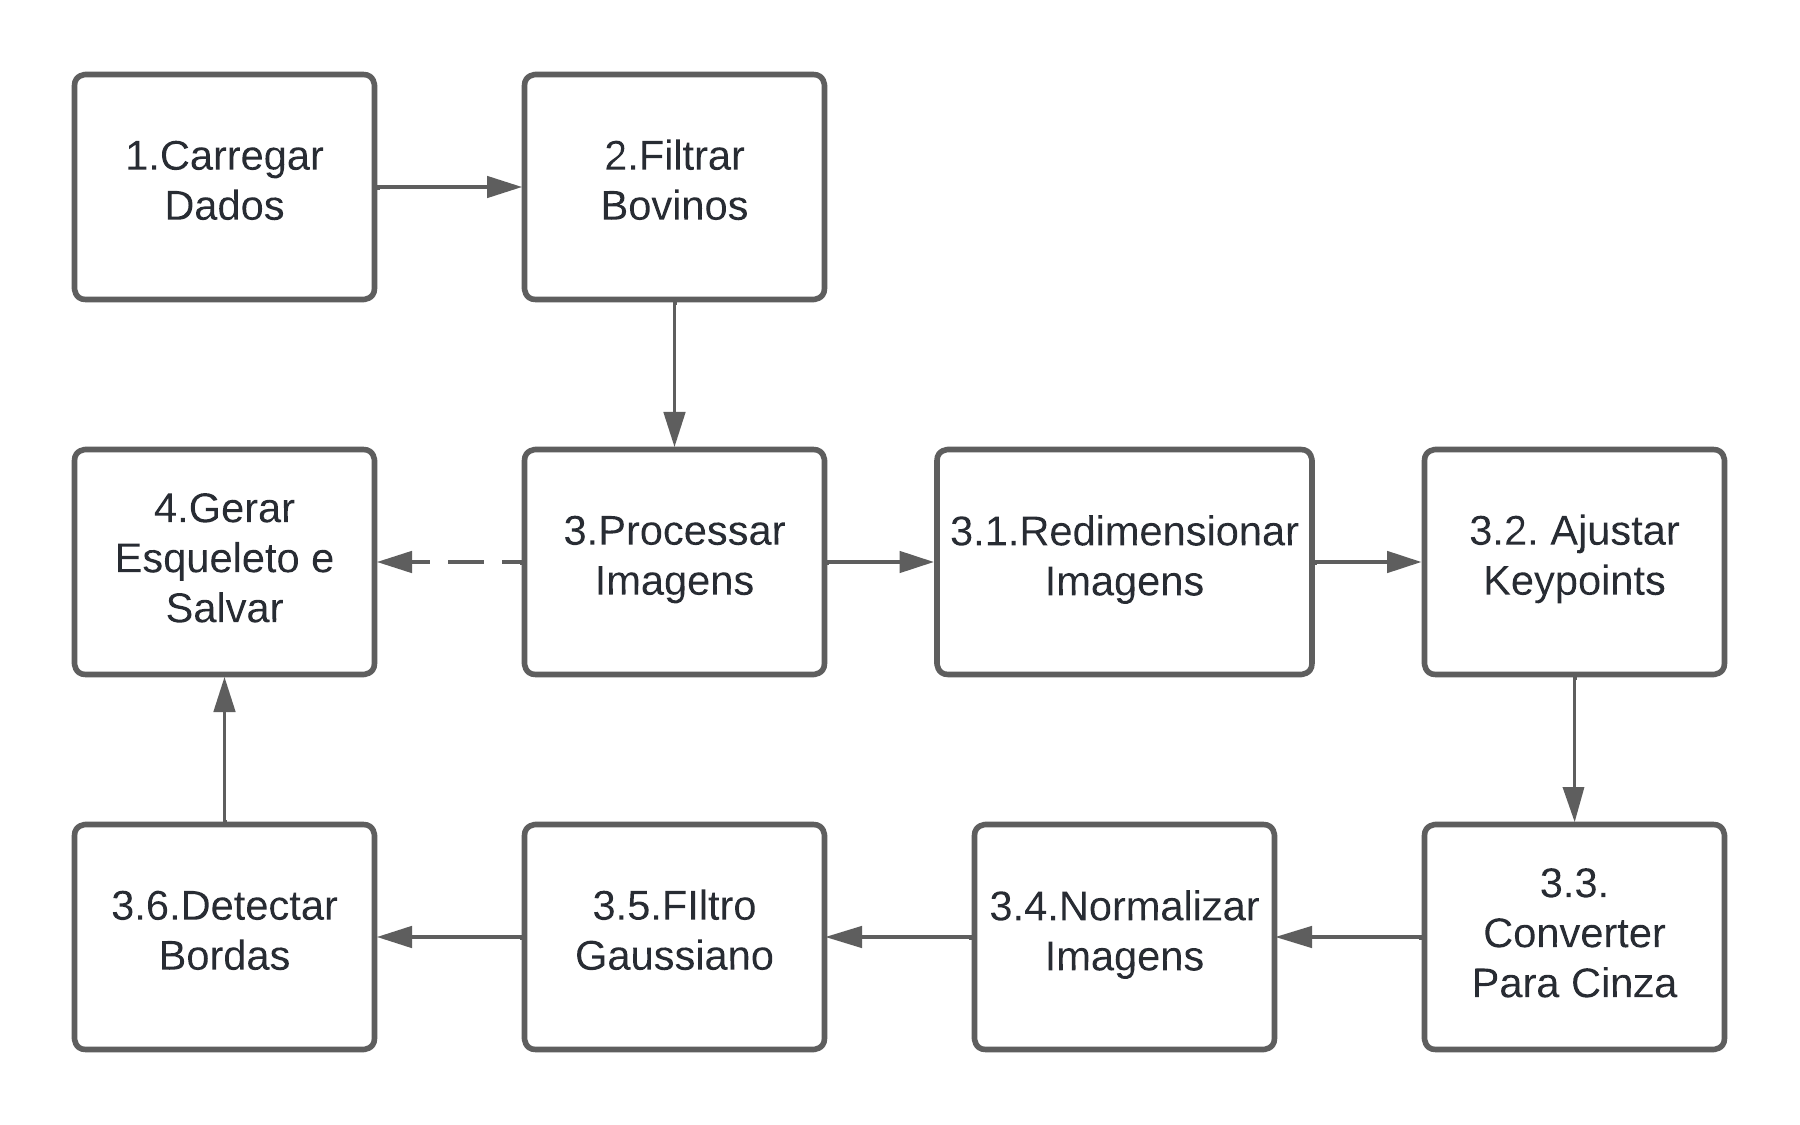 1.Carregar
Dados
2.Filtrar
Bovinos
4.Gerar
Esqueleto e
Salvar
3.Processar
Imagens
3.1.Redimensionar
Imagens
3.2. Ajustar
Keypoints
3.6.Detectar
Bordas
3.5.FIltro
Gaussiano
3.4.Normalizar
Imagens
3.3.
Converter
Para Cinza